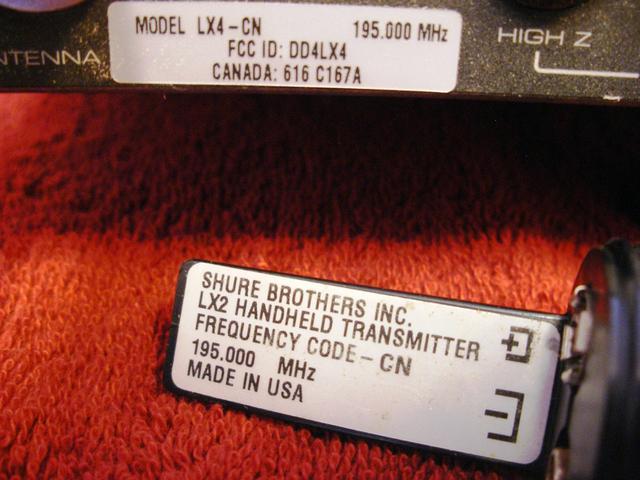 MODEL LX4-CN 195.000 MHz
FCC ID: DD4LX4
CANADA: 616 C167A
NTENNA
HIGH Z
SHURE BROTHERS INC.
LX2 HANDHELD TRANSMITTER
FREQUENCY CODE-CN
195.000 MHz
MADE IN USA
+
-